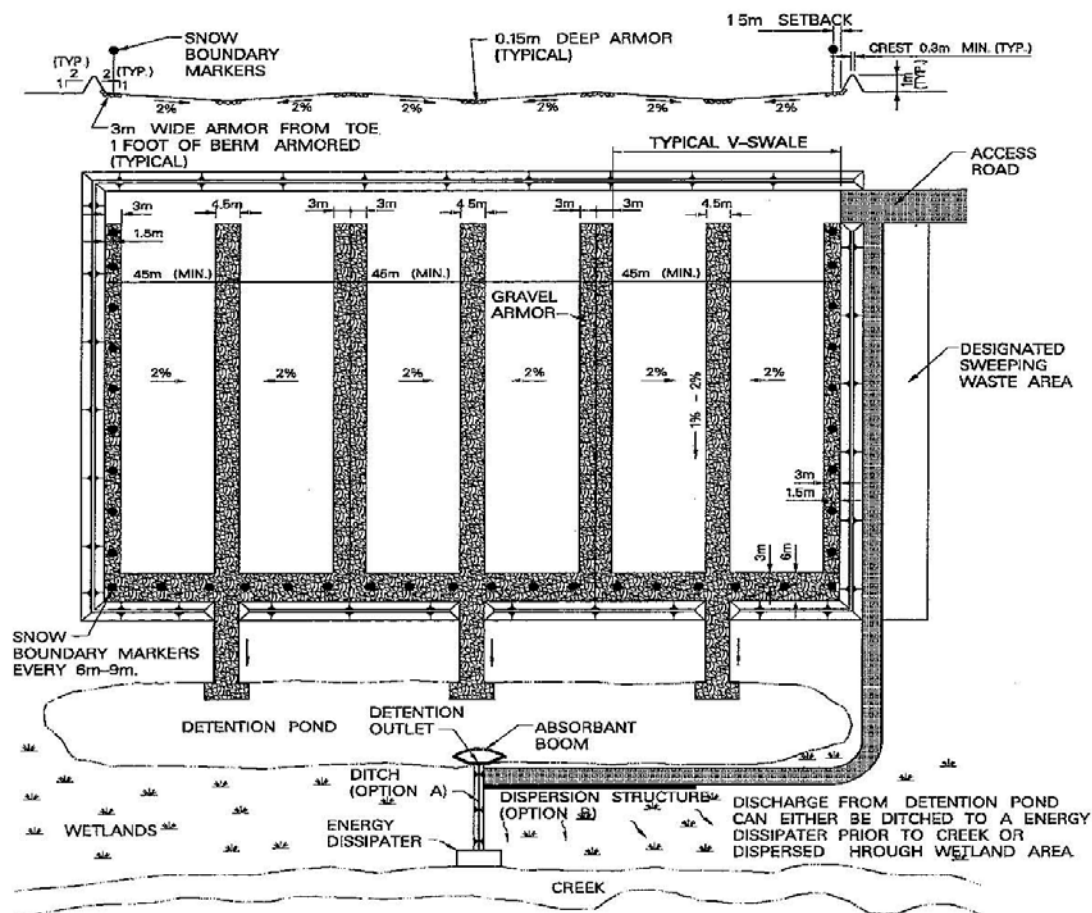 SNOW
BOUNDARY
MARKERS
0.15m DEEP ARMOR
(TYPICAL)
1 5m SETBACK
CREST 0.3m MIN. (TYP.)
(TYP.)
2
1
(TYP.)
2
1
1m
(TYP.)
2%
2%
2%
2%
2%
2%
3m WIDE ARMOR FROM TOE,
1 FOOT OF BERM ARMORED
(TYPICAL)
TYPICAL V-SWALE
ACCESS
ROAD
3m
4.5m
3m
3m
4 5m
3m
3m
4.5m
1.5m
45m (MIN.)
45m (MIN.)
45m (MIN.)
GRAVEL
ARMOR
DESIGNATED
SWEEPING
WASTE AREA
2%
2%
2%
2%
2%
2%
1% - 2%
3m
1.5m
3m
6m
SNOW
BOUNDARY MARKERS
EVERY 6m-9m.
DETENTION POND
DETENTION
OUTLET
ABSORBANT
BOOM
DITCH
(OPTION A)
DISPERSION STRUCTURE
(OPTION B)
DISCHARGE FROM DETENTION POND
CAN EITHER BE DITCHED TO A ENERGY
DISSIPATER PRIOR TO CREEK OR
DISPERSED HROUGH WETLAND AREA
WETLANDS
ENERGY
DISSIPATER
CREEK